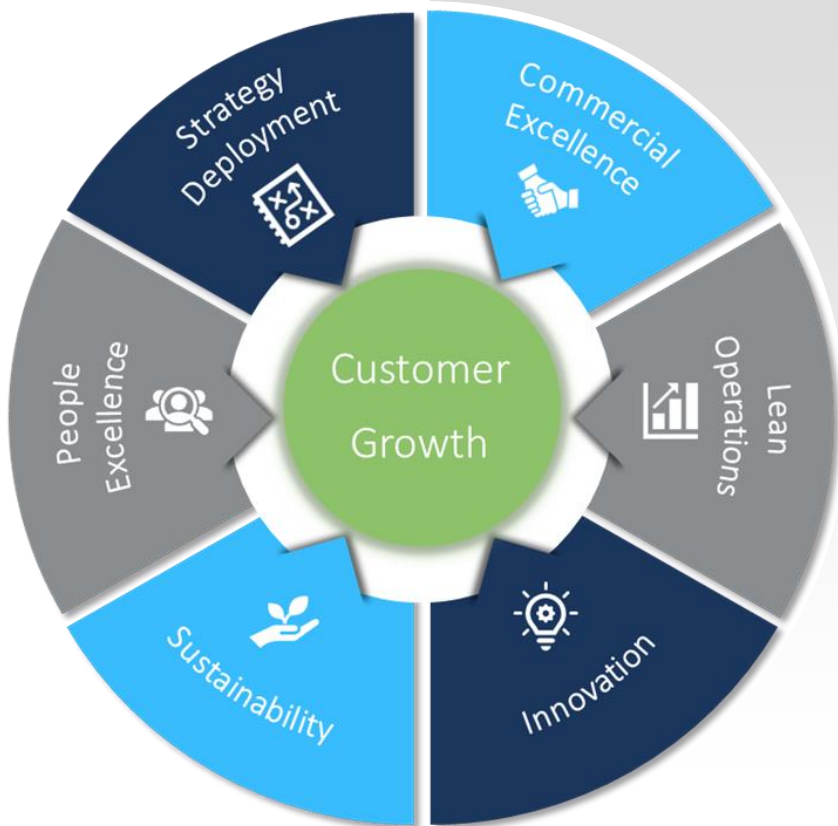 Strategy
Deployment
Commercial
Excellence
Lean
Operations
Innovation
Sustainability
People
Excellence
Customer
Growth